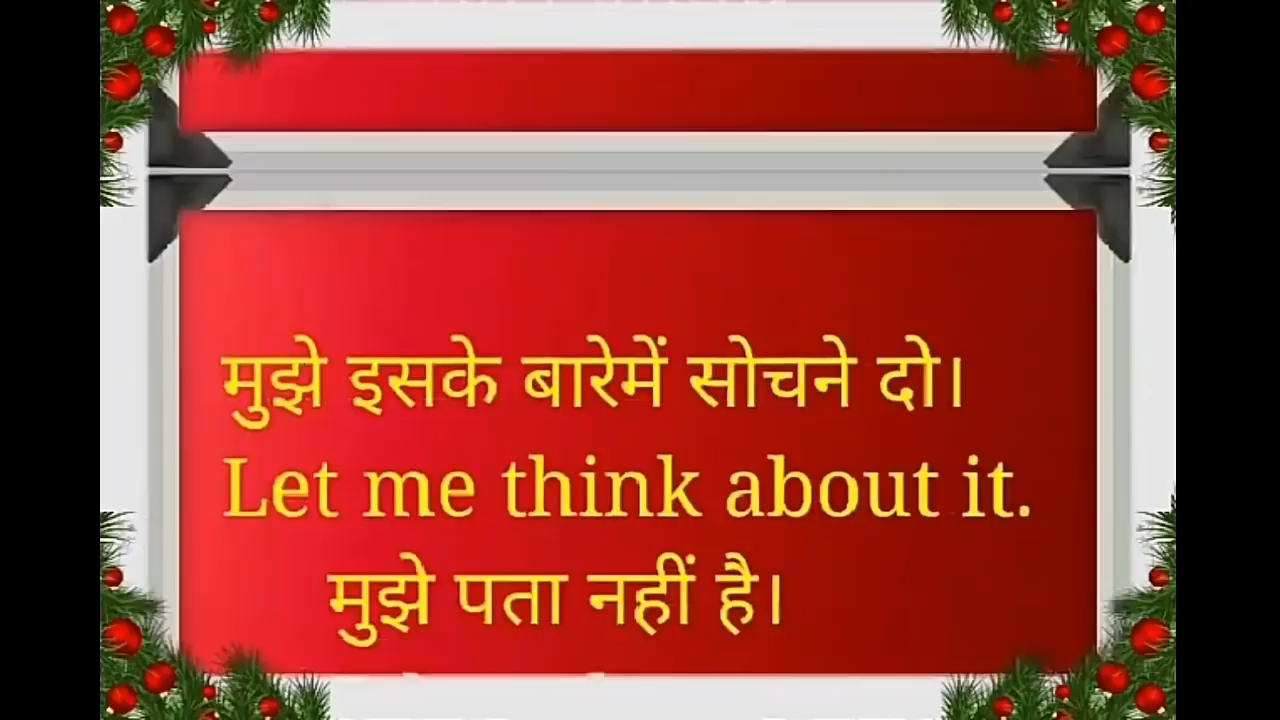 मुझे इसके बारेमें सोचने दो।
Let me think about it.
मुझे पता नहीं है।